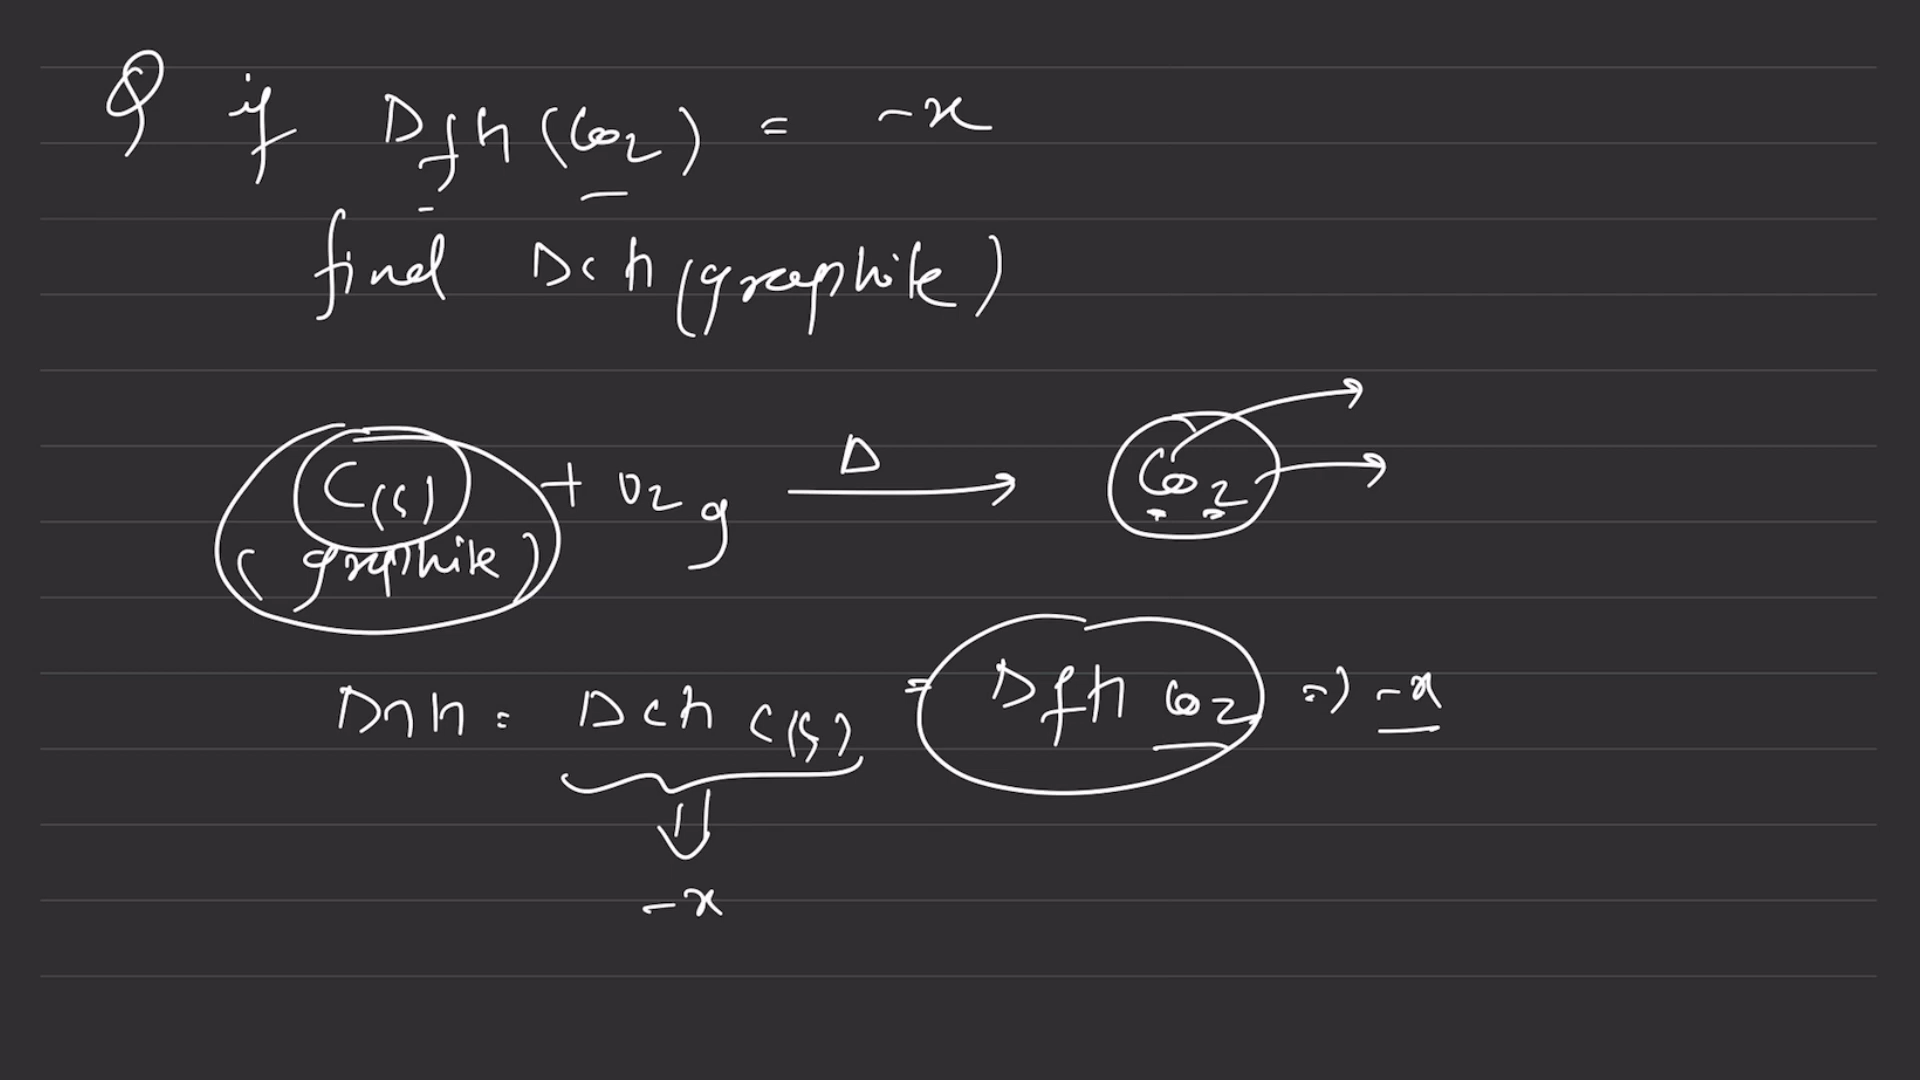 Q if Δfh (CO2) = -x
find Δch (graphite)
C(s) + O2 g Δ CO2
(graphite)
Δrh = Δch C(s) = Δfh CO2 => -x
-x